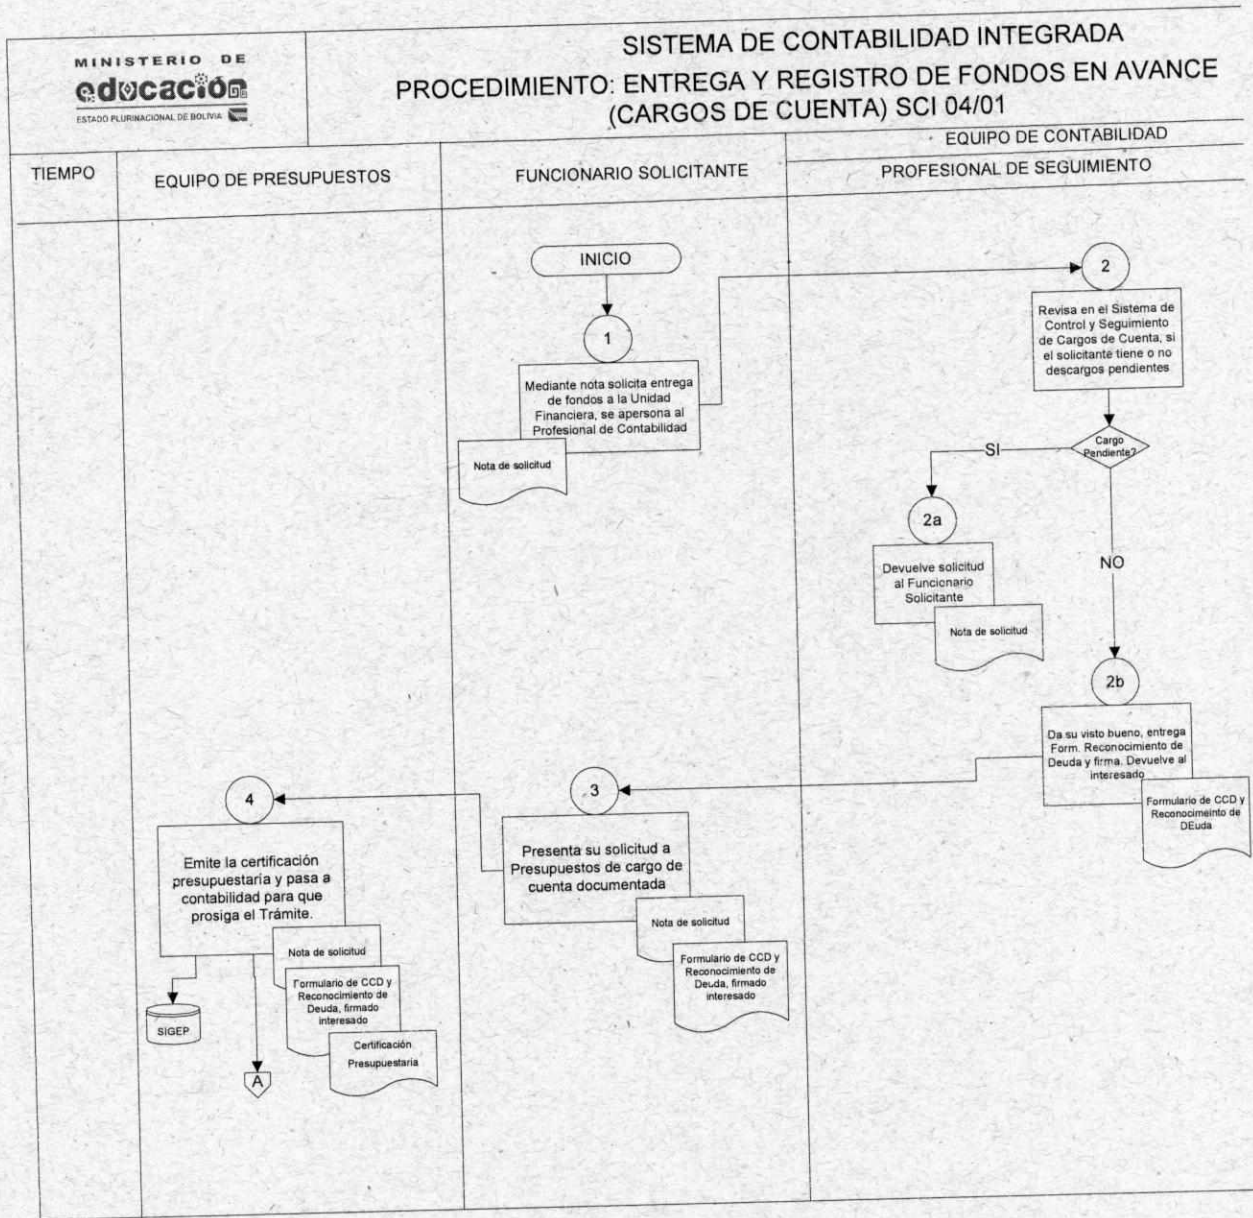 MINISTERIO DE
educación
ESTADO PLURINACIONAL DE BOLIVIA
SISTEMA DE CONTABILIDAD INTEGRADA
PROCEDIMIENTO: ENTREGA Y REGISTRO DE FONDOS EN AVANCE
(CARGOS DE CUENTA) SCI 04/01
TIEMPO
EQUIPO DE PRESUPUESTOS
FUNCIONARIO SOLICITANTE
EQUIPO DE CONTABILIDAD
PROFESIONAL DE SEGUIMIENTO
INICIO
1
Mediante nota solicita entrega
de fondos a la Unidad
Financiera, se apersona al
Profesional de Contabilidad
Nota de solicitud
2
Revisa en el Sistema de
Control y Seguimiento
de Cargos de Cuenta, si
el solicitante tiene o no
descargos pendientes
Cargo
Pendiente?
SI
NO
2a
Devuelve solicitud
al Funcionario
Solicitante
Nota de solicitud
2b
Da su visto bueno, entrega
Form. Reconocimiento de
Deuda y firma. Devuelve al
interesado
Formulario de CCD y
Reconocimeinto de
DEuda
3
Presenta su solicitud a
Presupuestos de cargo de
cuenta documentada
Nota de solicitud
Formulario de CCD y
Reconocimiento de
Deuda, firmado
interesado
4
Emite la certificación
presupuestaria y pasa a
contabilidad para que
prosiga el Trámite.
Nota de solicitud
Formulario de CCD y
Reconocimiento de
Deuda, firmado
interesado
Certificación
Presupuestaria
SIGEP
A